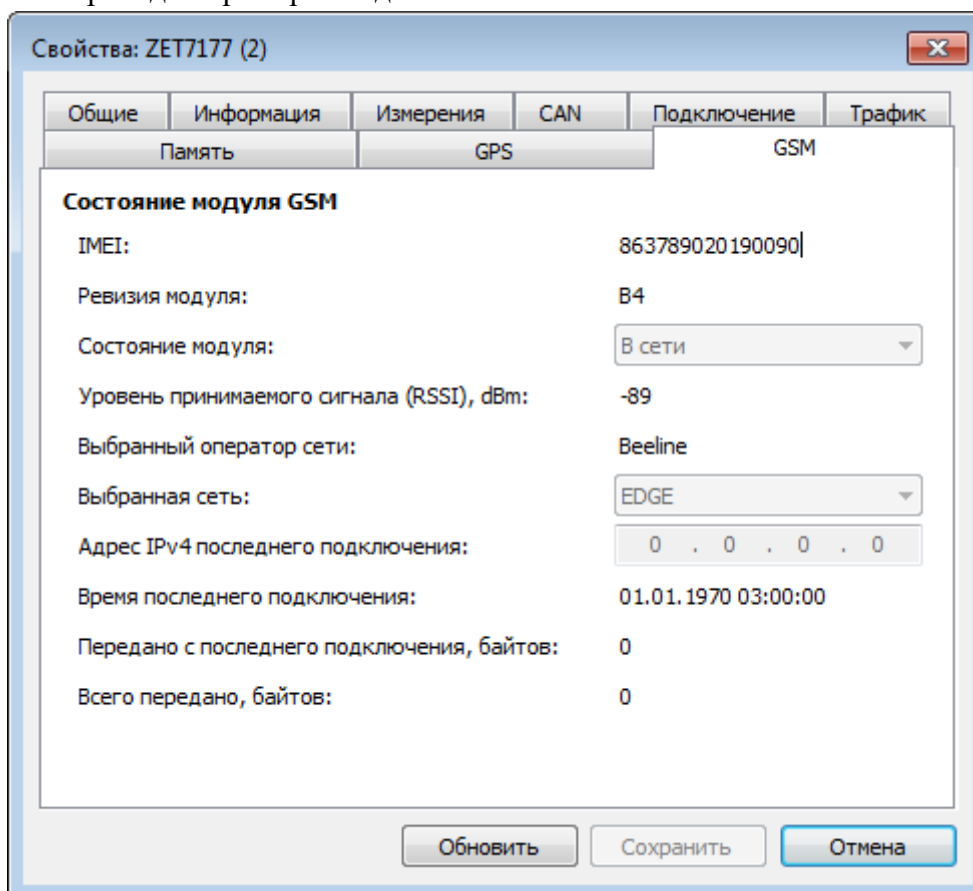 Свойства: ZET7177 (2)
Общие Информация Измерения CAN Подключение Трафик
Память GPS GSM
Состояние модуля GSM
IMEI: 863789020190090
Ревизия модуля: B4
Состояние модуля: В сети
Уровень принимаемого сигнала (RSSI), dBm: -89
Выбранный оператор сети: Beeline
Выбранная сеть: EDGE
Адрес IPv4 последнего подключения: 0 . 0 . 0 . 0
Время последнего подключения: 01.01.1970 03:00:00
Передано с последнего подключения, байтов: 0
Всего передано, байтов: 0
Обновить Сохранить Отмена